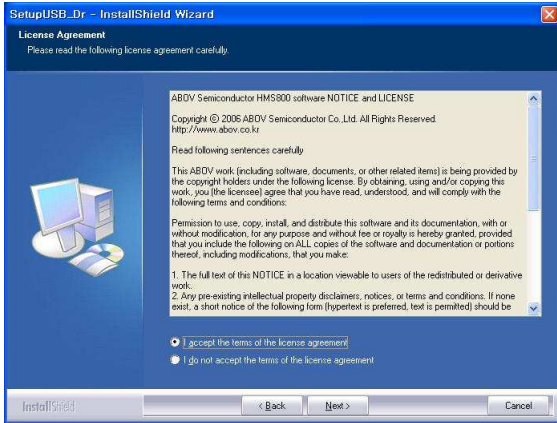 SetupUSB_Dr - InstallShield Wizard
License Agreement
Please read the following license agreement carefully.
ABOV Semiconductor HMS800 software NOTICE and LICENSE
Copyright © 2006 ABOV Semiconductor Co.,Ltd. All Rights Reserved.
http://www.abov.co.kr
Read following sentences carefully
This ABOV work (including software, documents, or other related items) is being provided by
the copyright holders under the following license. By obtaining, using and/or copying this
work, you (the licensee) agree that you have read, understood, and will comply with the
following terms and conditions:
Permission to use, copy, install, and distribute this software and its documentation, with or
without modification, for any purpose and without fee or royalty is hereby granted, provided
that you include the following on ALL copies of the software and documentation or portions
thereof, including modifications, that you make:
1. The full text of this NOTICE in a location viewable to users of the redistributed or derivative
work.
2. Any pre-existing intellectual property disclaimers, notices, or terms and conditions. If none
exist, a short notice of the following form (hypertext is preferred, text is permitted) should be
I accept the terms of the license agreement
I do not accept the terms of the license agreement
InstallShield
< Back
Next >
Cancel